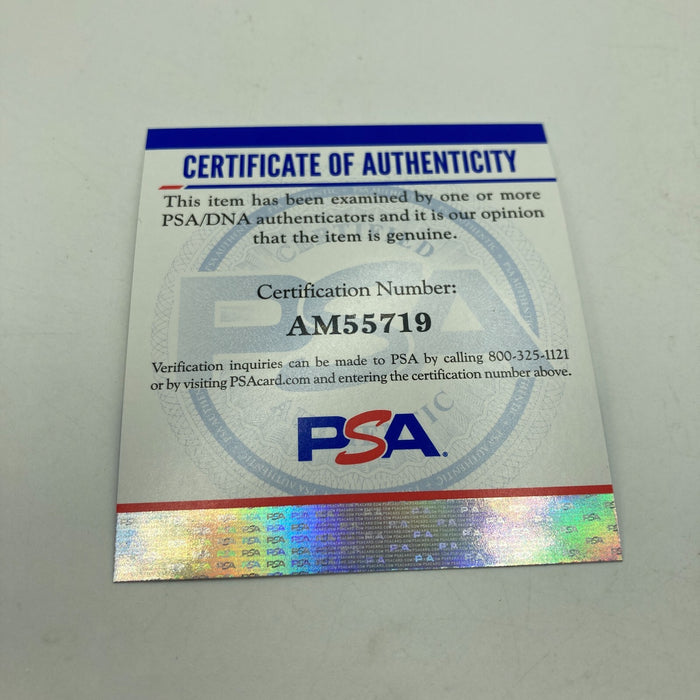 CERTIFICATE OF AUTHENTICITY
This item has been examined by one or more
PSA/DNA authenticators and it is our opinion
that the item is genuine.
Certification Number:
AM55719
Verification inquiries can be made to PSA by calling 800-325-1121
or by visiting PSAcard.com and entering the certification number above.
PSA